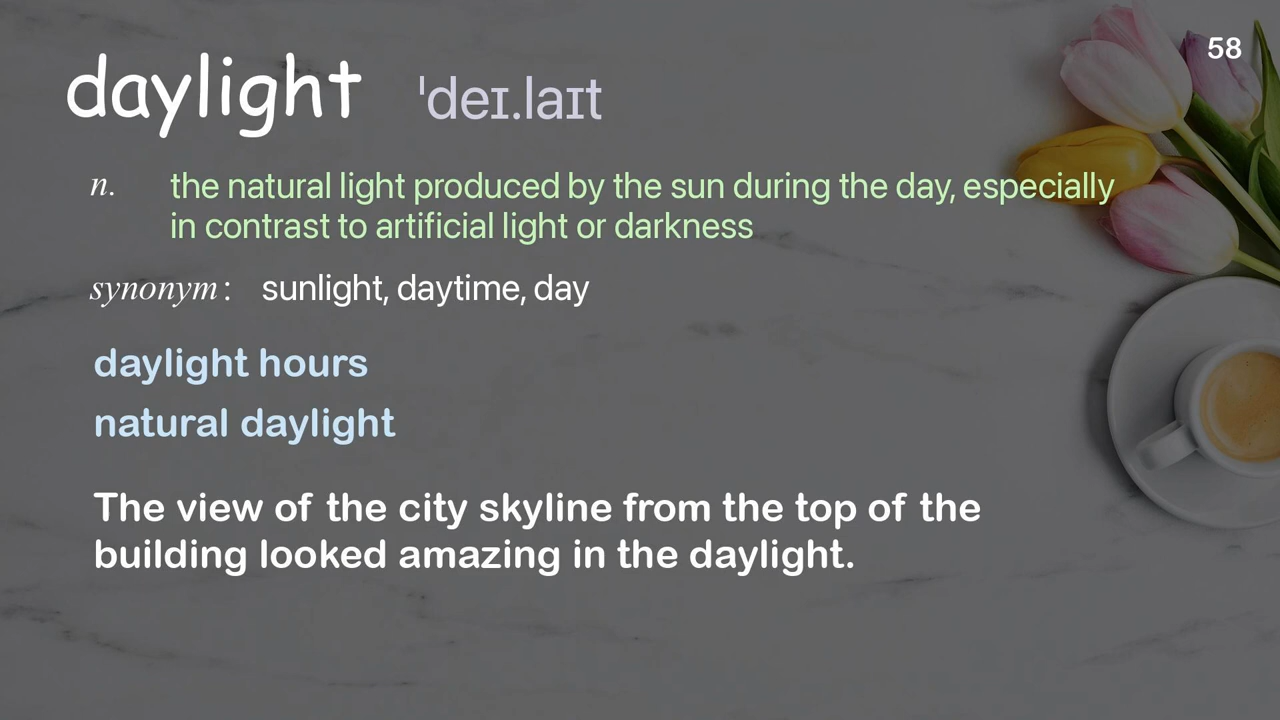 58
daylight ˈdeɪ.laɪt
n. the natural light produced by the sun during the day, especially
in contrast to artificial light or darkness
synonym: sunlight, daytime, day
daylight hours
natural daylight
The view of the city skyline from the top of the
building looked amazing in the daylight.